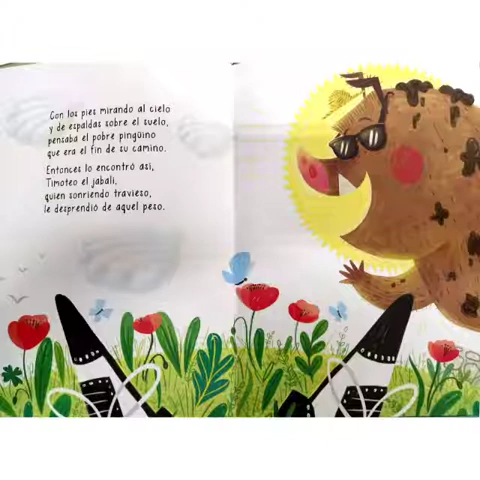 Con los pies mirando al cielo
y de espaldas sobre el suelo,
pensaba el pobre pingüino
que era el fin de su camino.
Entonces lo encontró así,
Timoteo el jabalí,
quien sonriendo travieso,
le desprendió de aquel peso.